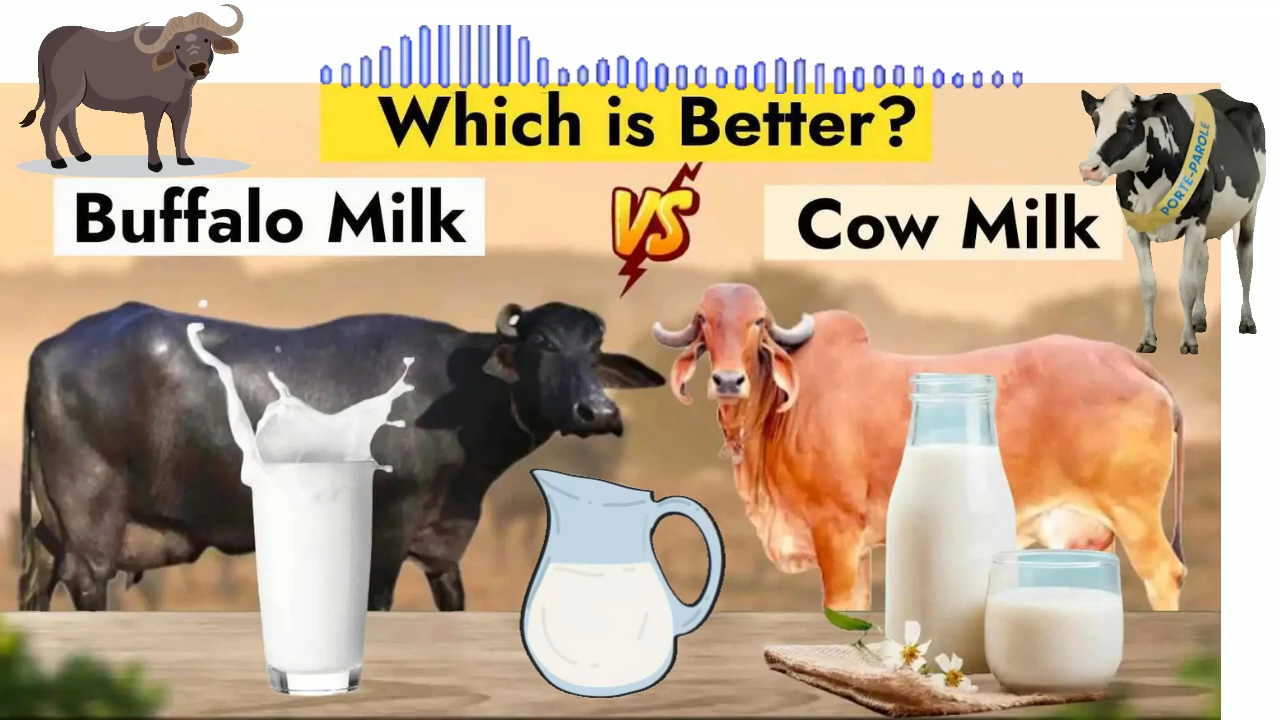 Which is Better?
Buffalo Milk
VS
Cow Milk
PORTE-PAROLE